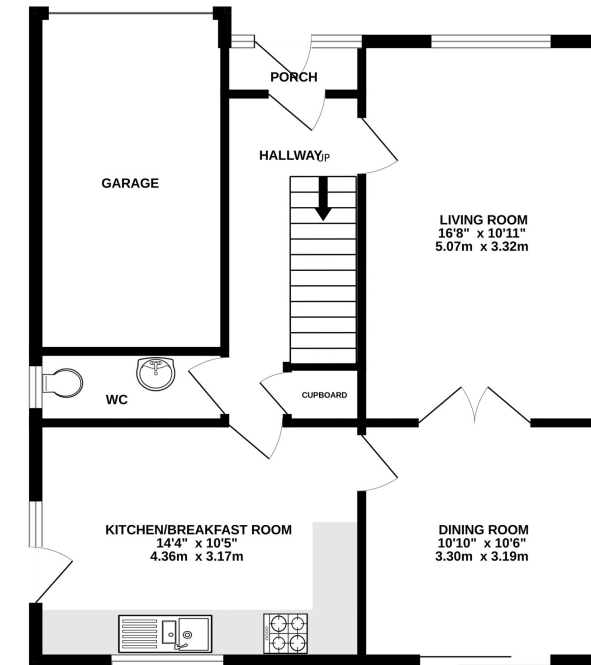 PORCH
HALLWAY
UP
GARAGE
LIVING ROOM
16'8" x 10'11"
5.07m x 3.32m
WC
CUPBOARD
KITCHEN/BREAKFAST ROOM
14'4" x 10'5"
4.36m x 3.17m
DINING ROOM
10'10" x 10'6"
3.30m x 3.19m